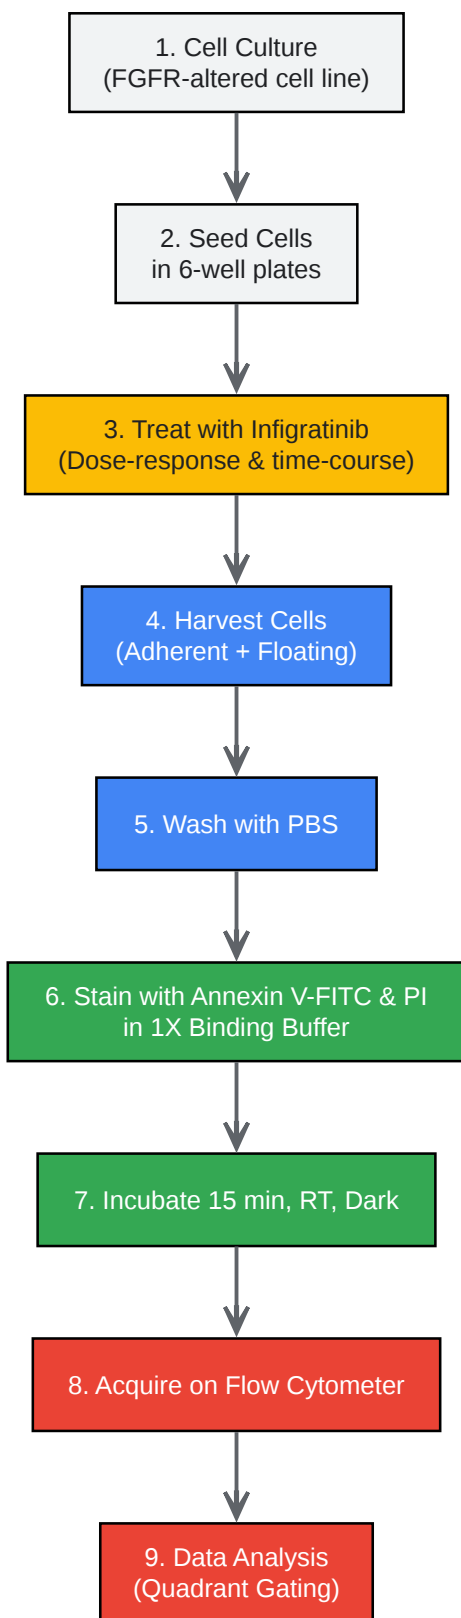 1. Cell Culture
(FGFR-altered cell line)
2. Seed Cells
in 6-well plates
3. Treat with Infigratinib
(Dose-response & time-course)
4. Harvest Cells
(Adherent + Floating)
5. Wash with PBS
6. Stain with Annexin V-FITC & PI
in 1X Binding Buffer
7. Incubate 15 min, RT, Dark
8. Acquire on Flow Cytometer
9. Data Analysis
(Quadrant Gating)